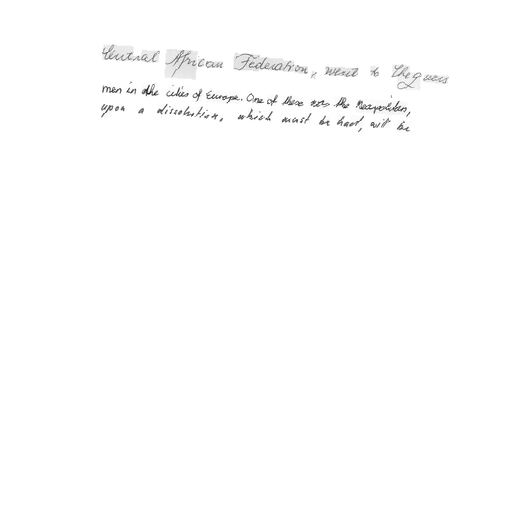 Central African Federation, went to Chequers
men in the cities of Europe. One of these was the Neapolitan,
upon a dissolution, which must be had, will be